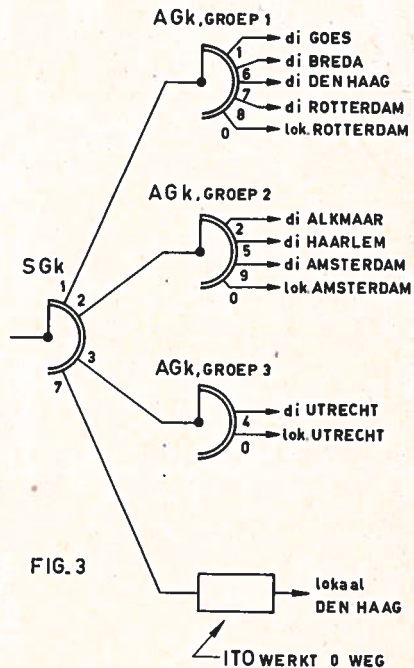 AGk, GROEP 1
1 di GOES
6 di BREDA
7 di DEN HAAG
8 di ROTTERDAM
0 lok. ROTTERDAM
AGk, GROEP 2
2 di ALKMAAR
5 di HAARLEM
9 di AMSTERDAM
0 lok. AMSTERDAM
SGk
1
2
3
7
AGk, GROEP 3
4 di UTRECHT
0 lok. UTRECHT
FIG. 3
lokaal
DEN HAAG
ITO WERKT 0 WEG